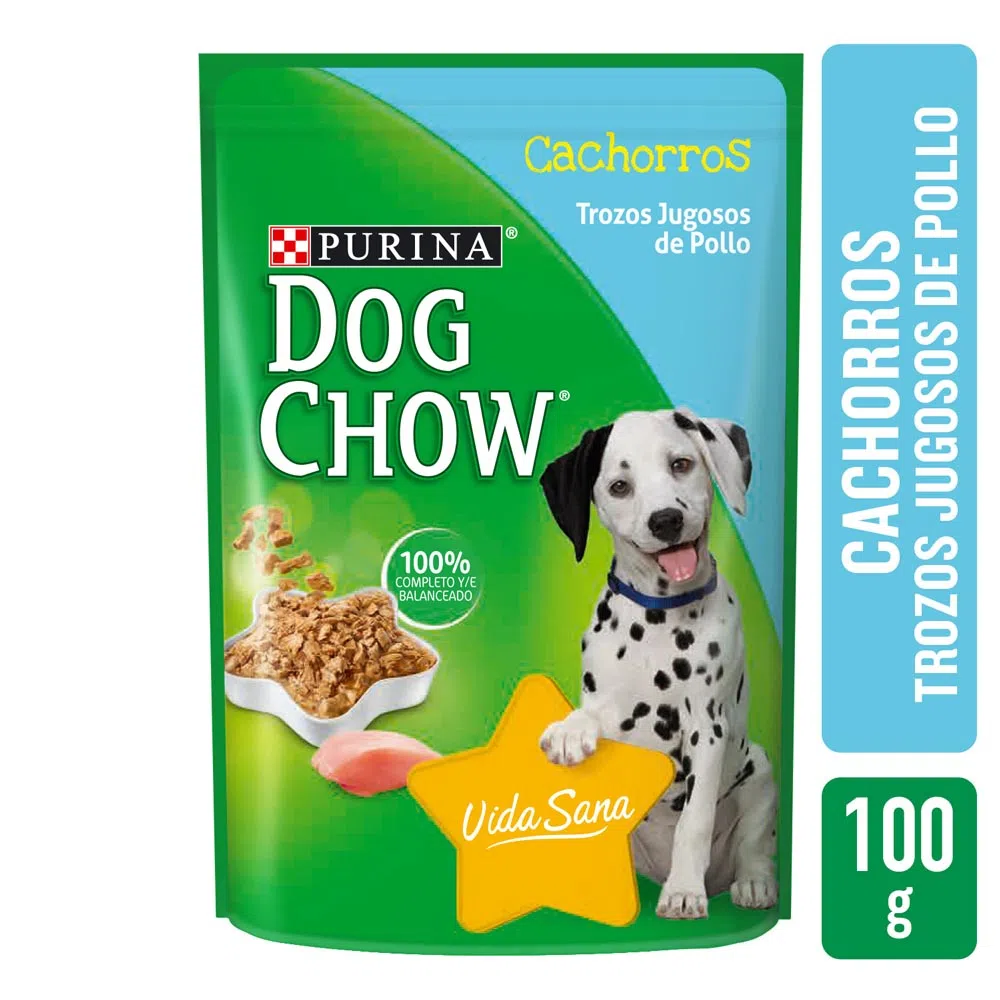 Cachorros
Trozos Jugosos
de Pollo
PURINA®
DOG
CHOW®
100%
COMPLETO Y/E
BALANCEADO
Vida Sana
CACHORROS
TROZOS JUGOSOS DE POLLO
100
g